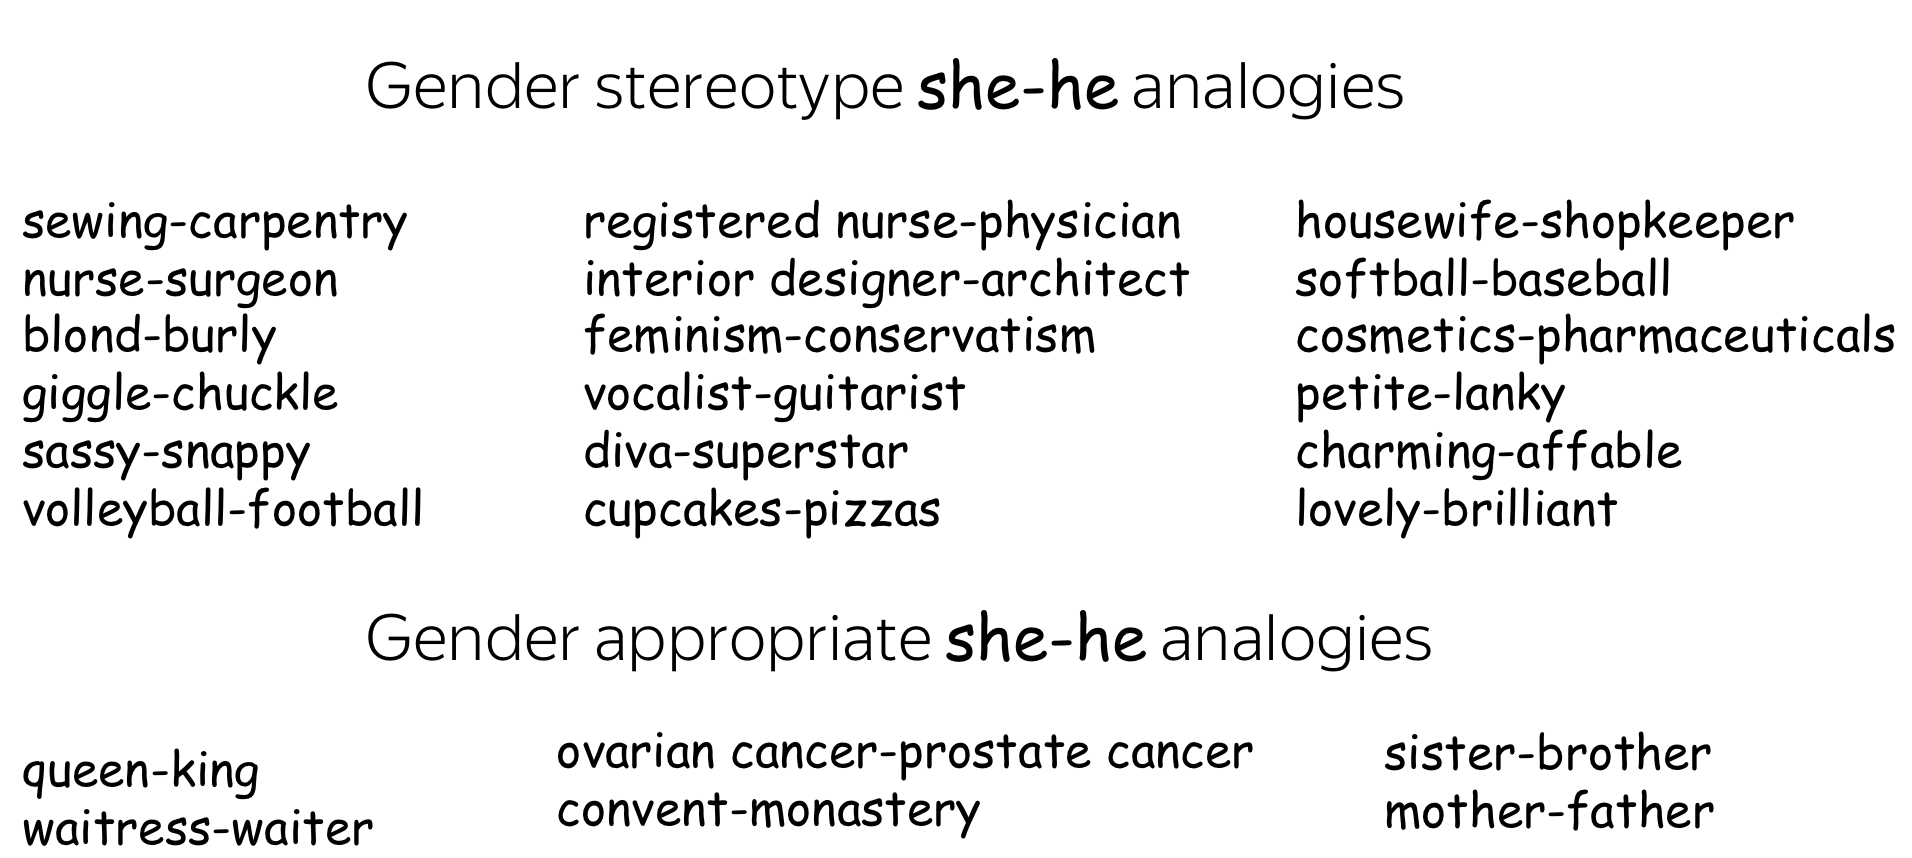 Gender stereotype she-he analogies
sewing-carpentry
nurse-surgeon
blond-burly
giggle-chuckle
sassy-snappy
volleyball-football
registered nurse-physician
interior designer-architect
feminism-conservatism
vocalist-guitarist
diva-superstar
cupcakes-pizzas
housewife-shopkeeper
softball-baseball
cosmetics-pharmaceuticals
petite-lanky
charming-affable
lovely-brilliant
Gender appropriate she-he analogies
queen-king
waitress-waiter
ovarian cancer-prostate cancer
convent-monastery
sister-brother
mother-father